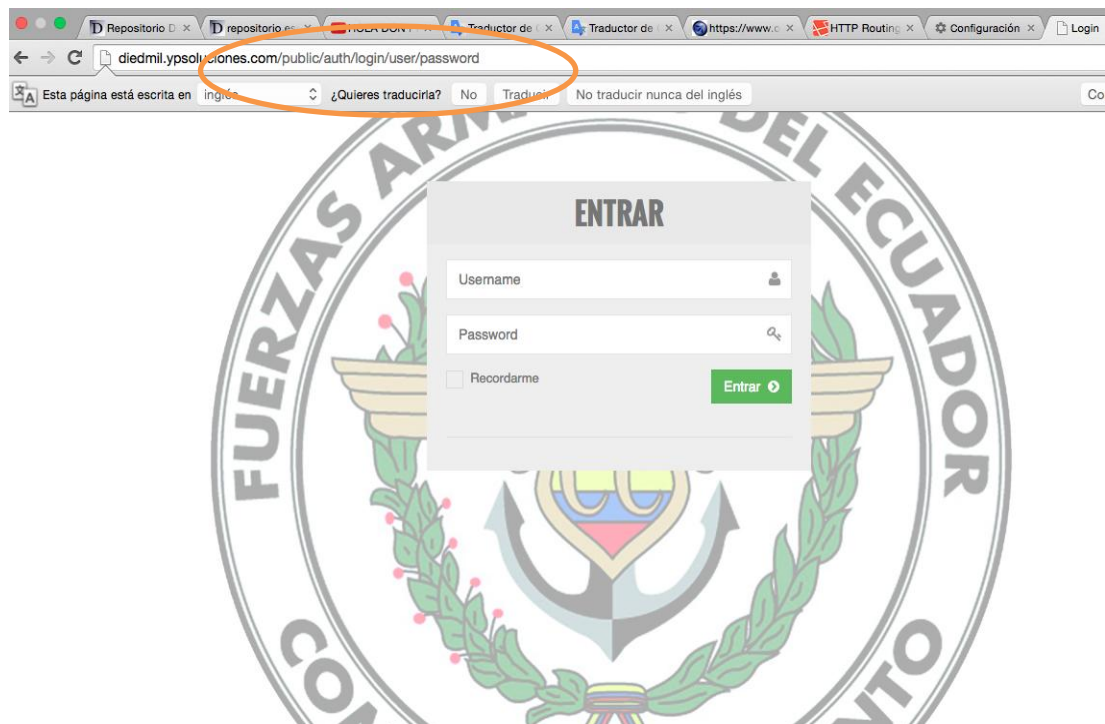 Repositorio D × repositorio es × Traductor de × Traductor de × https://www.c × HTTP Routing × Configuración × Login
diedmil.ypsoluciones.com/public/auth/login/user/password
Esta página está escrita en inglés ¿Quieres traducirla? No Traducir No traducir nunca del inglés Co
FUERZAS DEL ECUADOR
ENTRAR
Username
Password
Recordarme
Entrar